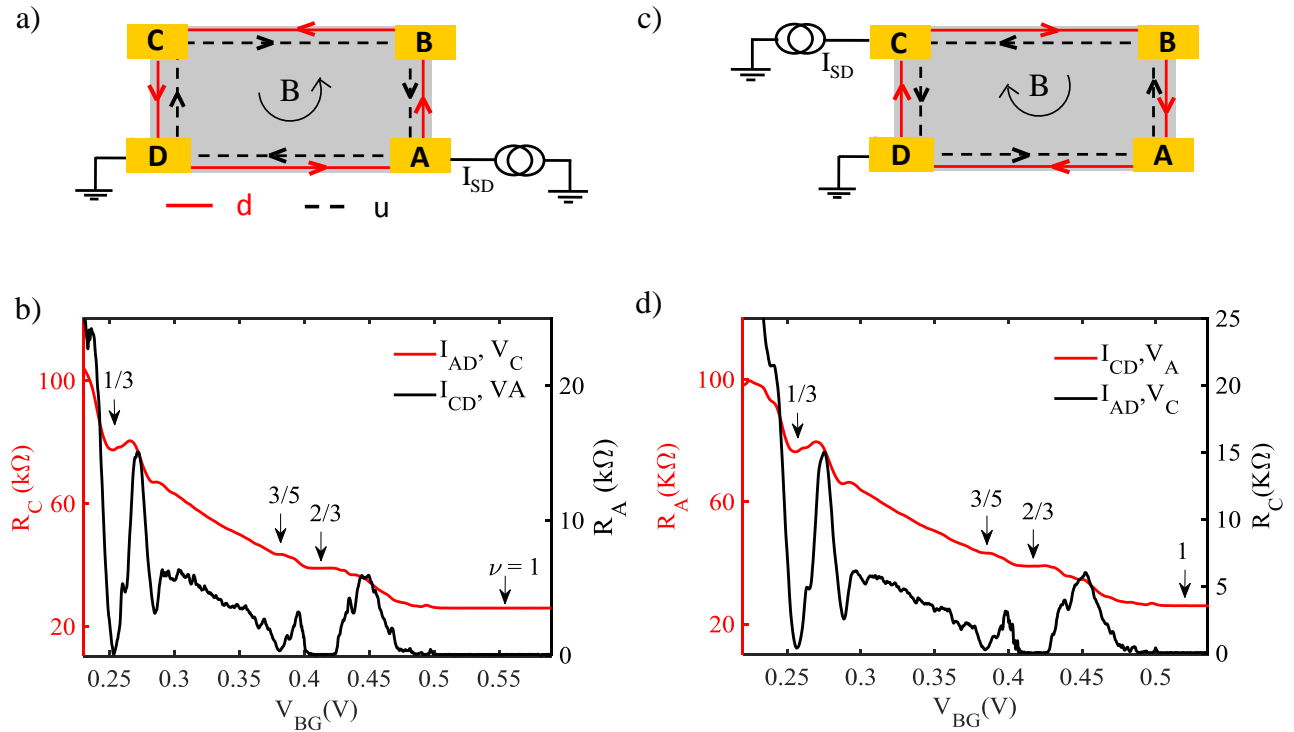 a)
C
B
B
D
A
I_SD
d
u
c)
C
B
I_SD
B
D
A
b)
I_AD, V_C
I_CD, VA
1/3
3/5
2/3
ν = 1
100
60
20
R_C (kΩ)
20
10
0
R_A (kΩ)
0.25
0.3
0.35
0.4
0.45
0.5
0.55
V_BG(V)
d)
I_CD, V_A
I_AD, V_C
1/3
3/5
2/3
1
100
60
20
R_A (KΩ)
25
20
15
10
5
0
R_C(KΩ)
0.25
0.3
0.35
0.4
0.45
0.5
V_BG(V)